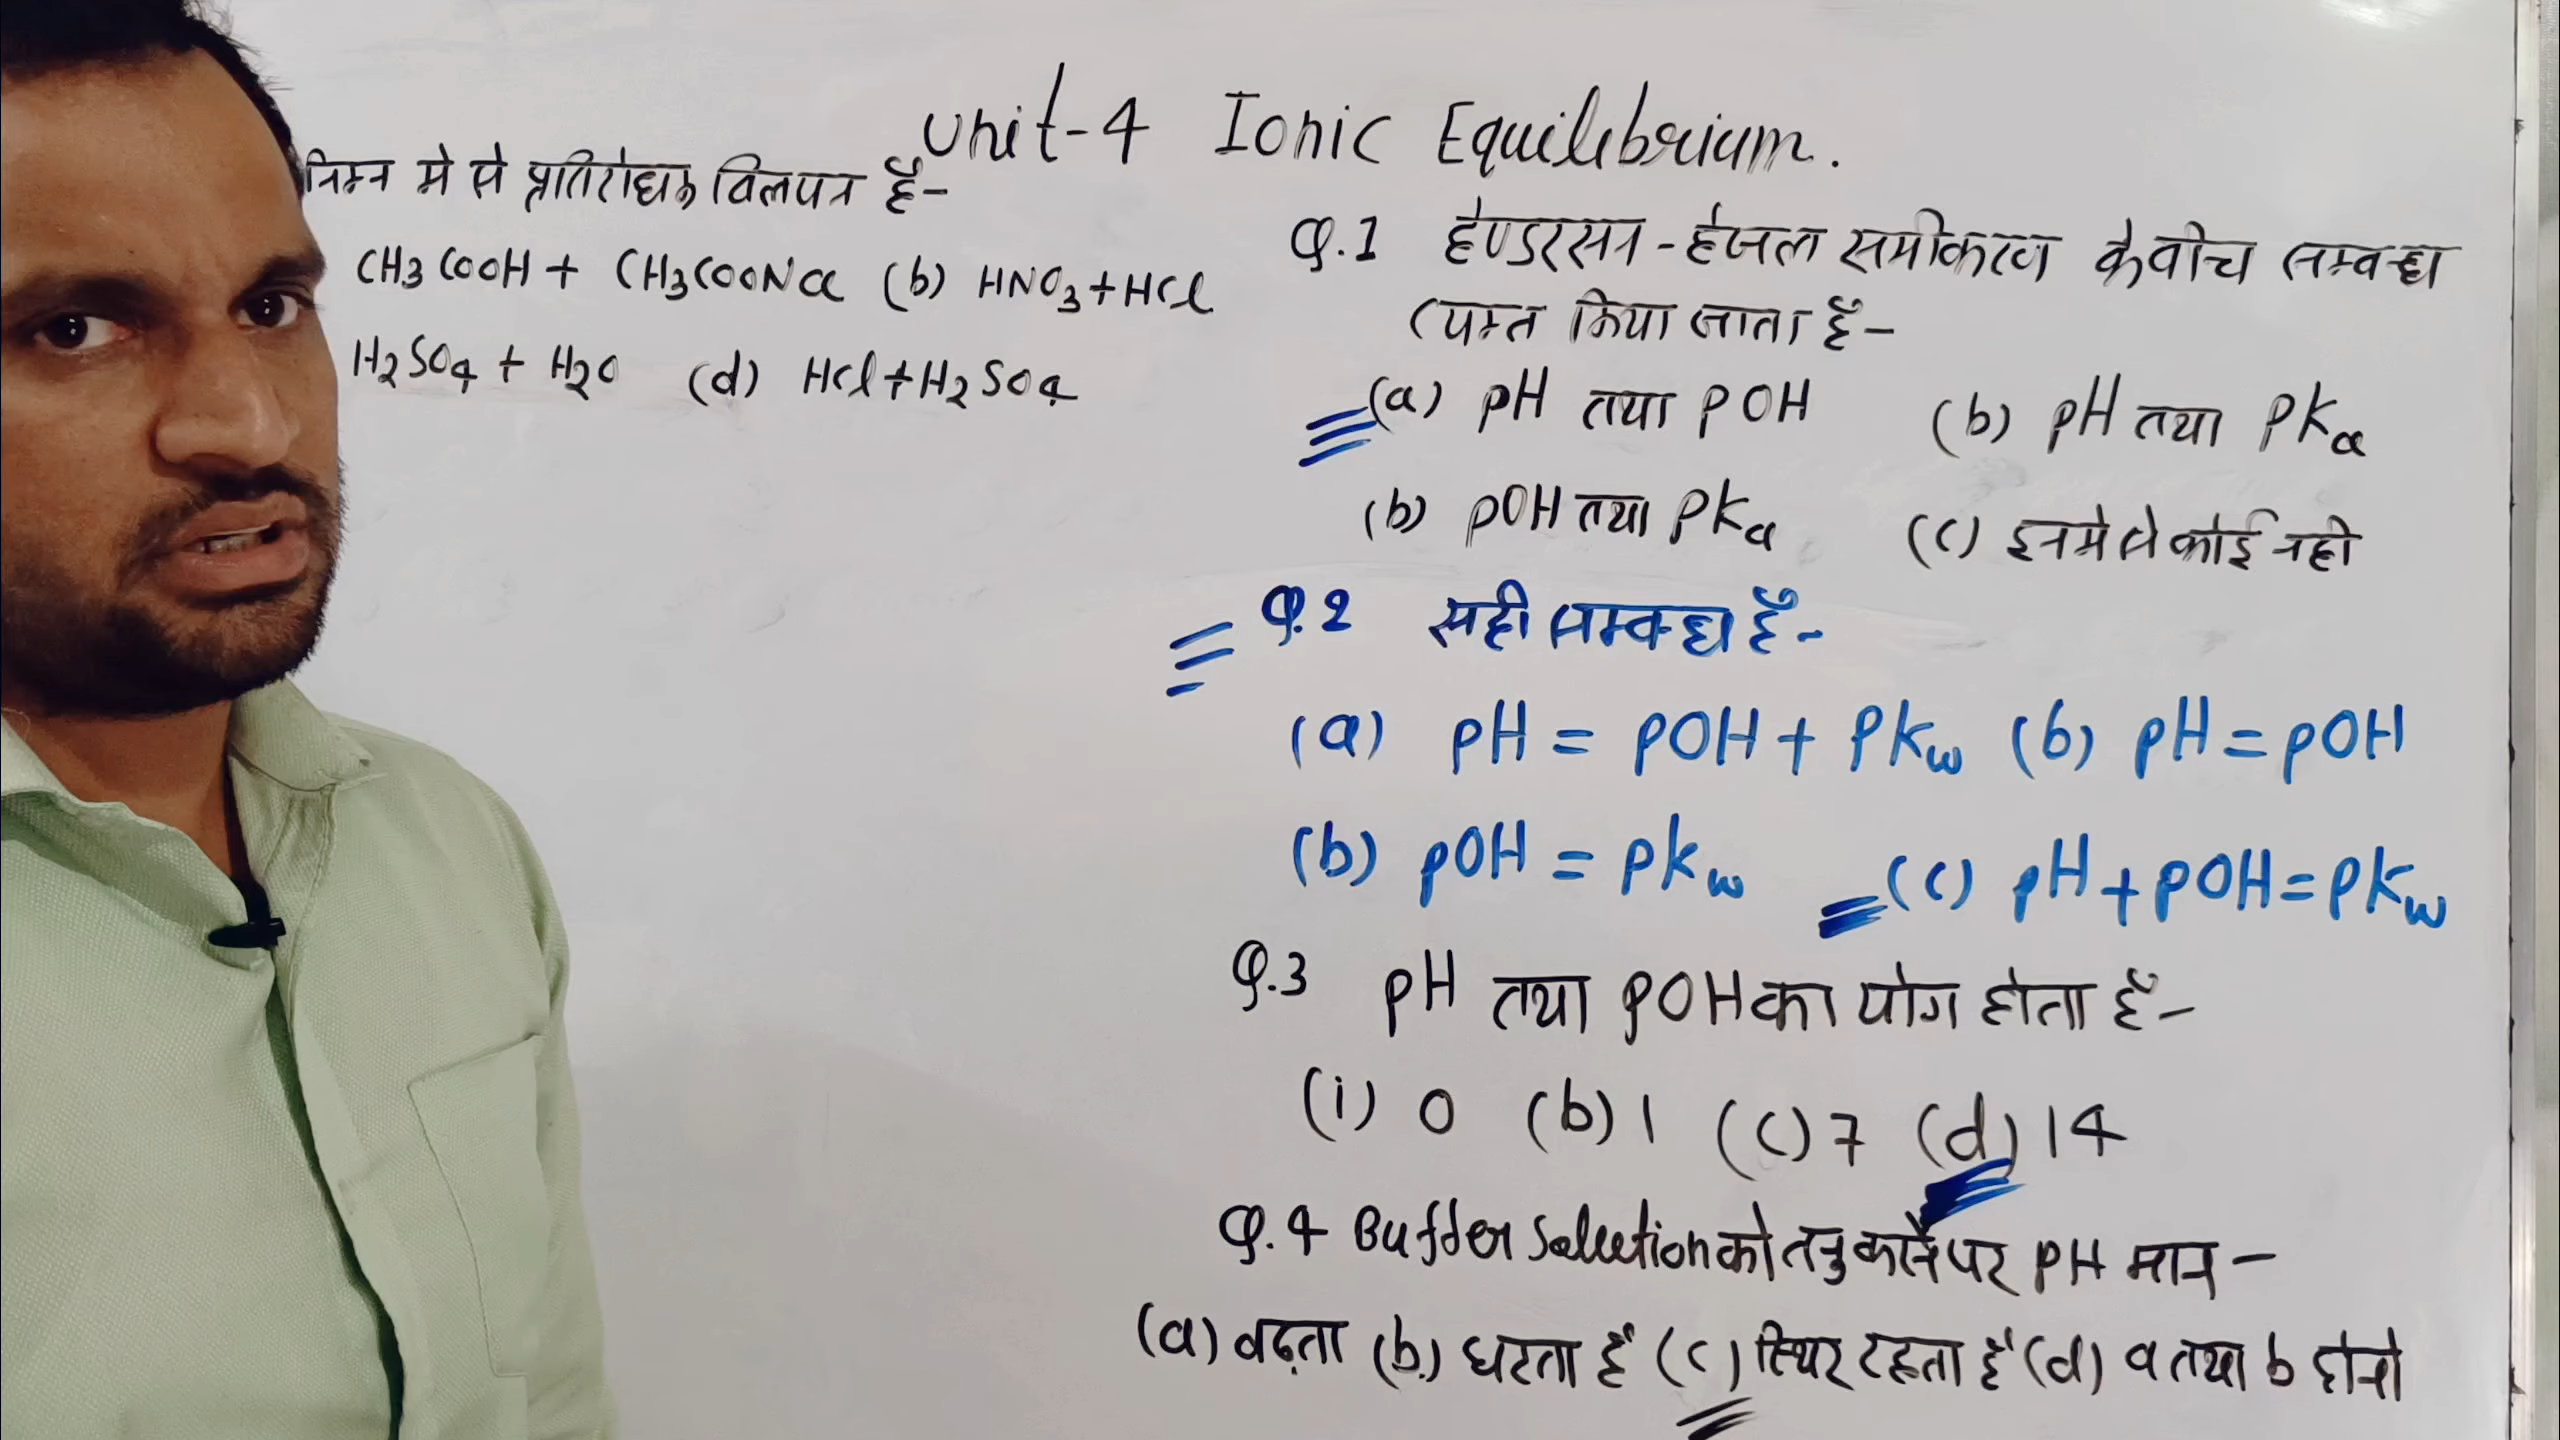 Unit-4 Ionic Equilibrium.
निम्न मे से प्रतिरोधक विलयन है-
CH3COOH + CH3COONa (b) HNO3+HCl
H2SO4 + H2O (d) HCl+H2SO4
Q.1 हेण्डरसन-हेजल समीकरण के बीच सम्बन्ध
व्यक्त किया जाता है-
(a) pH तथा pOH (b) pH तथा pKa
(b) pOH तथा pKa (c) इनमे से कोई नही
Q.2 सही सम्बन्ध है-
(a) pH = pOH + pKw (b) pH = pOH
(b) pOH = pKw (c) pH + pOH = pKw
Q.3 pH तथा pOH का योग होता है-
(i) 0 (b) 1 (c) 7 (d) 14
Q.4 Buffer Solution को तनु करने पर pH मान-
(a) बढ़ता (b) घटता है (c) स्थिर रहता है (d) a तथा b दोनो